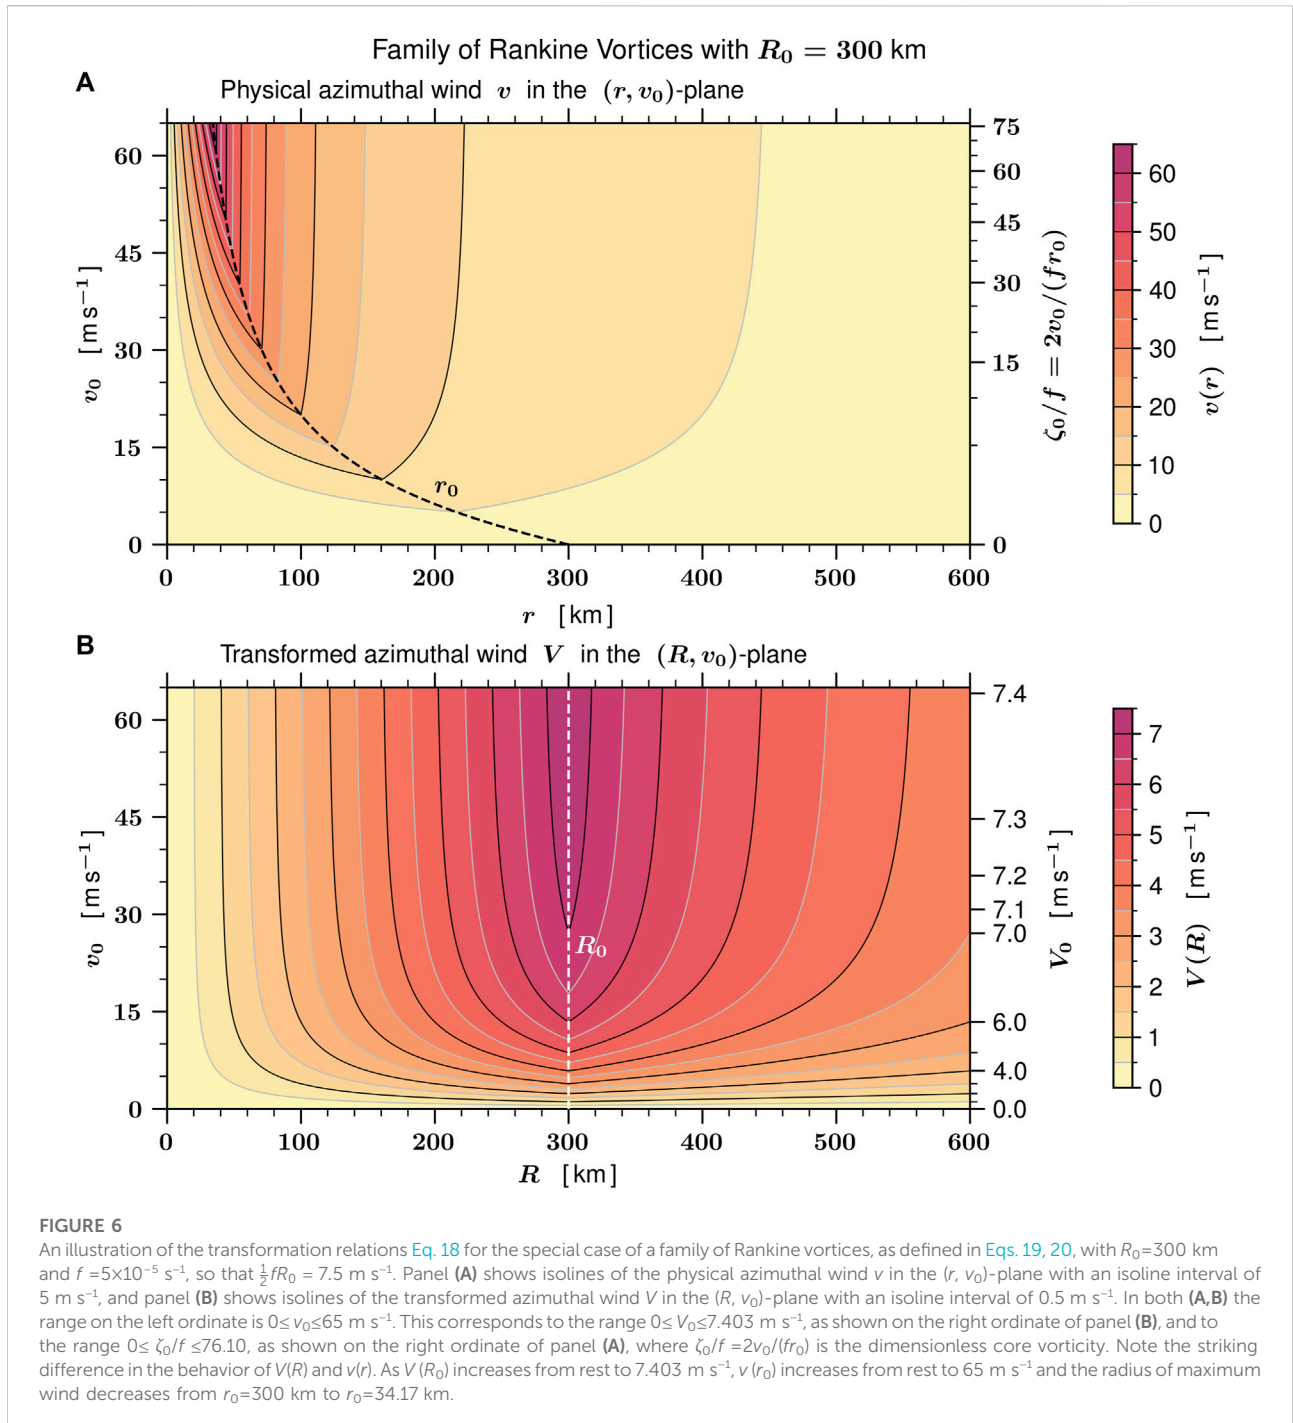 Family of Rankine Vortices with R₀ = 300 km
A
Physical azimuthal wind v in the (r, v₀)-plane
60
45
30
15
0
v₀ [m s⁻¹]
75
60
45
30
15
0
ζ₀/f = 2v₀/(fr₀)
60
50
40
30
20
10
0
v(r) [m s⁻¹]
r₀
0 100 200 300 400 500 600
r [km]
B
Transformed azimuthal wind V in the (R, v₀)-plane
60
45
30
15
0
v₀ [m s⁻¹]
7.4
7.3
7.2
7.1
7.0
6.0
4.0
0.0
V₀ [m s⁻¹]
7
6
5
4
3
2
1
0
V(R) [m s⁻¹]
R₀
0 100 200 300 400 500 600
R [km]
FIGURE 6
An illustration of the transformation relations Eq. 18 for the special case of a family of Rankine vortices, as defined in Eqs. 19, 20, with R₀=300 km
and f =5×10⁻⁵ s⁻¹, so that ½fR₀ = 7.5 m s⁻¹. Panel (A) shows isolines of the physical azimuthal wind v in the (r, v₀)-plane with an isoline interval of
5 m s⁻¹, and panel (B) shows isolines of the transformed azimuthal wind V in the (R, v₀)-plane with an isoline interval of 0.5 m s⁻¹. In both (A,B) the
range on the left ordinate is 0≤ v₀≤65 m s⁻¹. This corresponds to the range 0≤ V₀≤7.403 m s⁻¹, as shown on the right ordinate of panel (B), and to
the range 0≤ ζ₀/f ≤76.10, as shown on the right ordinate of panel (A), where ζ₀/f =2v₀/(fr₀) is the dimensionless core vorticity. Note the striking
difference in the behavior of V(R) and v(r). As V (R₀) increases from rest to 7.403 m s⁻¹, v (r₀) increases from rest to 65 m s⁻¹ and the radius of maximum
wind decreases from r₀=300 km to r₀=34.17 km.